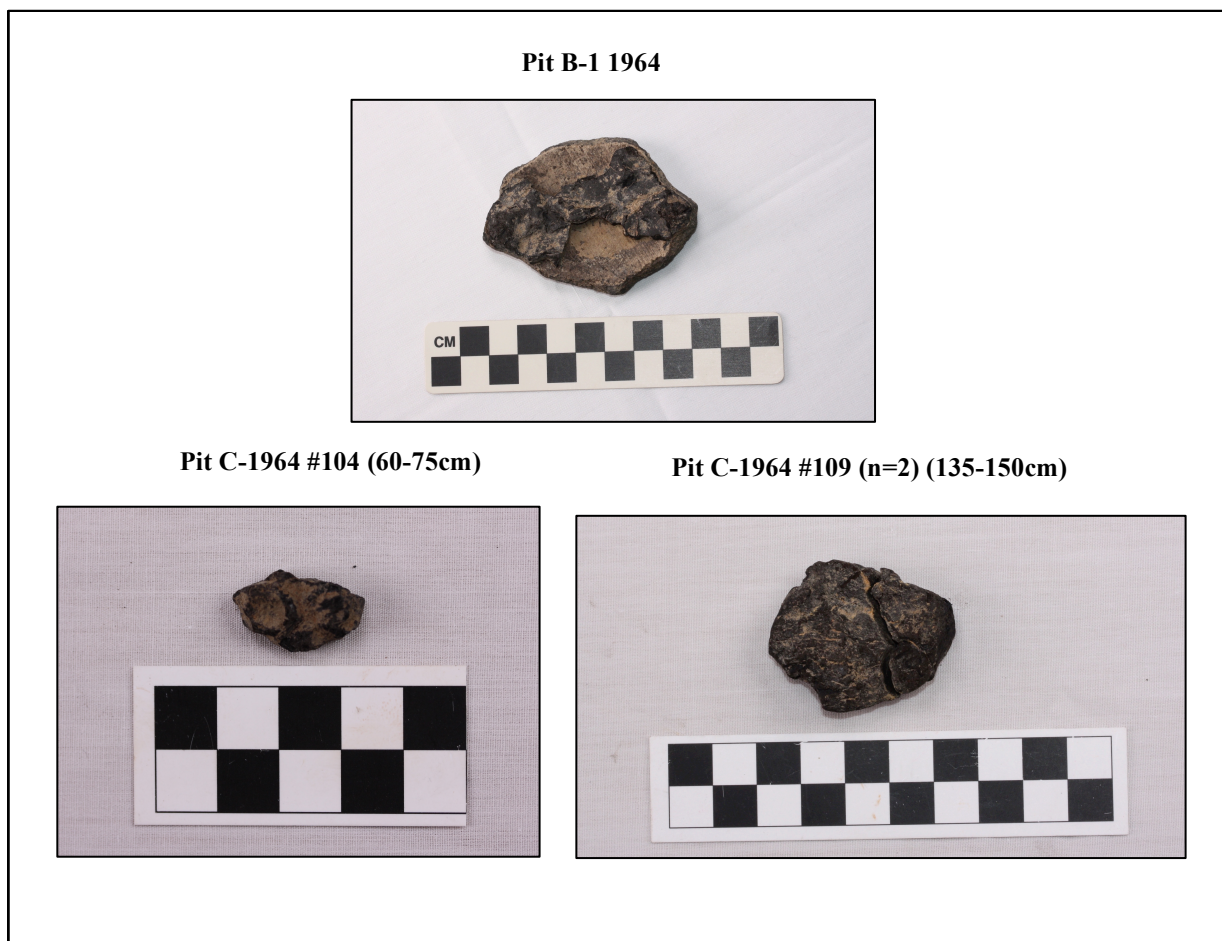 Pit B-1 1964
CM
Pit C-1964 #104 (60-75cm)
Pit C-1964 #109 (n=2) (135-150cm)